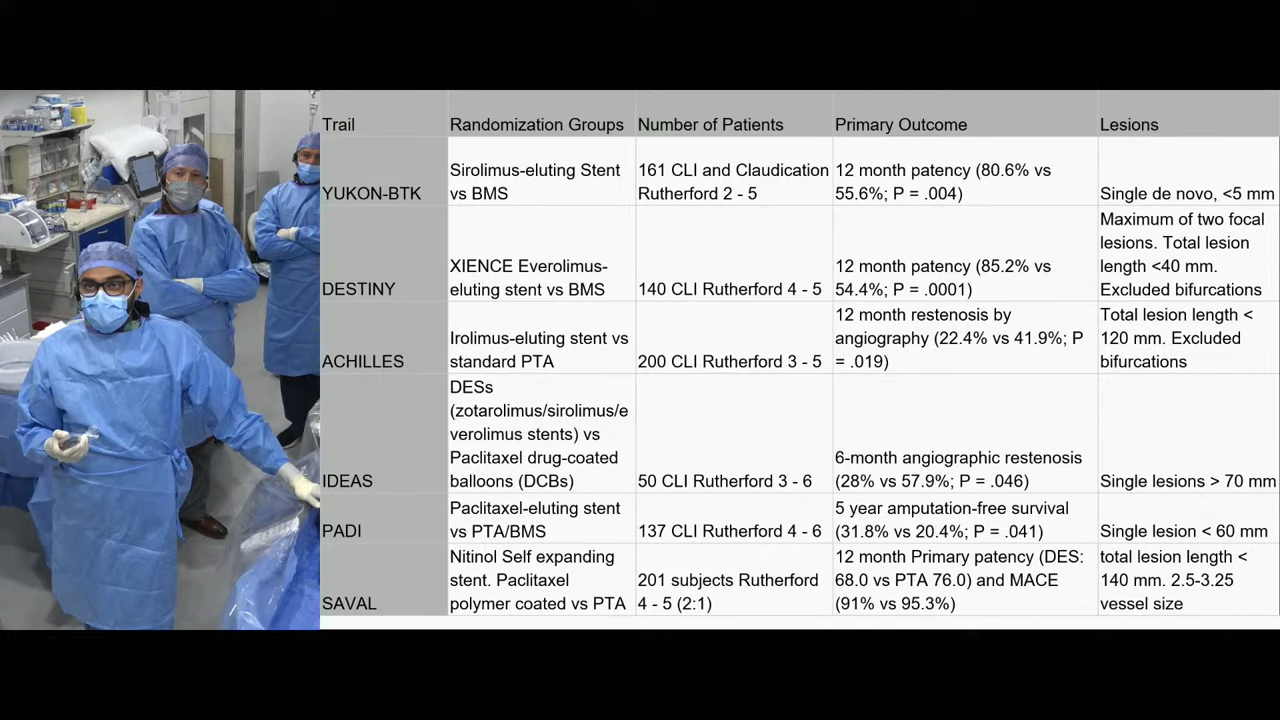 Trail
Randomization Groups
Number of Patients
Primary Outcome
Lesions
YUKON-BTK
Sirolimus-eluting Stent
vs BMS
161 CLI and Claudication
Rutherford 2 - 5
12 month patency (80.6% vs
55.6%; P = .004)
Single de novo, <5 mm
DESTINY
XIENCE Everolimus-
eluting stent vs BMS
140 CLI Rutherford 4 - 5
12 month patency (85.2% vs
54.4%; P = .0001)
Maximum of two focal
lesions. Total lesion
length <40 mm.
Excluded bifurcations
ACHILLES
Irolimus-eluting stent vs
standard PTA
200 CLI Rutherford 3 - 5
12 month restenosis by
angiography (22.4% vs 41.9%; P
= .019)
Total lesion length <
120 mm. Excluded
bifurcations
IDEAS
DESs
(zotarolimus/sirolimus/e
verolimus stents) vs
Paclitaxel drug-coated
balloons (DCBs)
50 CLI Rutherford 3 - 6
6-month angiographic restenosis
(28% vs 57.9%; P = .046)
Single lesions > 70 mm
PADI
Paclitaxel-eluting stent
vs PTA/BMS
137 CLI Rutherford 4 - 6
5 year amputation-free survival
(31.8% vs 20.4%; P = .041)
Single lesion < 60 mm
SAVAL
Nitinol Self expanding
stent. Paclitaxel
polymer coated vs PTA
201 subjects Rutherford
4 - 5 (2:1)
12 month Primary patency (DES:
68.0 vs PTA 76.0) and MACE
(91% vs 95.3%)
total lesion length <
140 mm. 2.5-3.25
vessel size